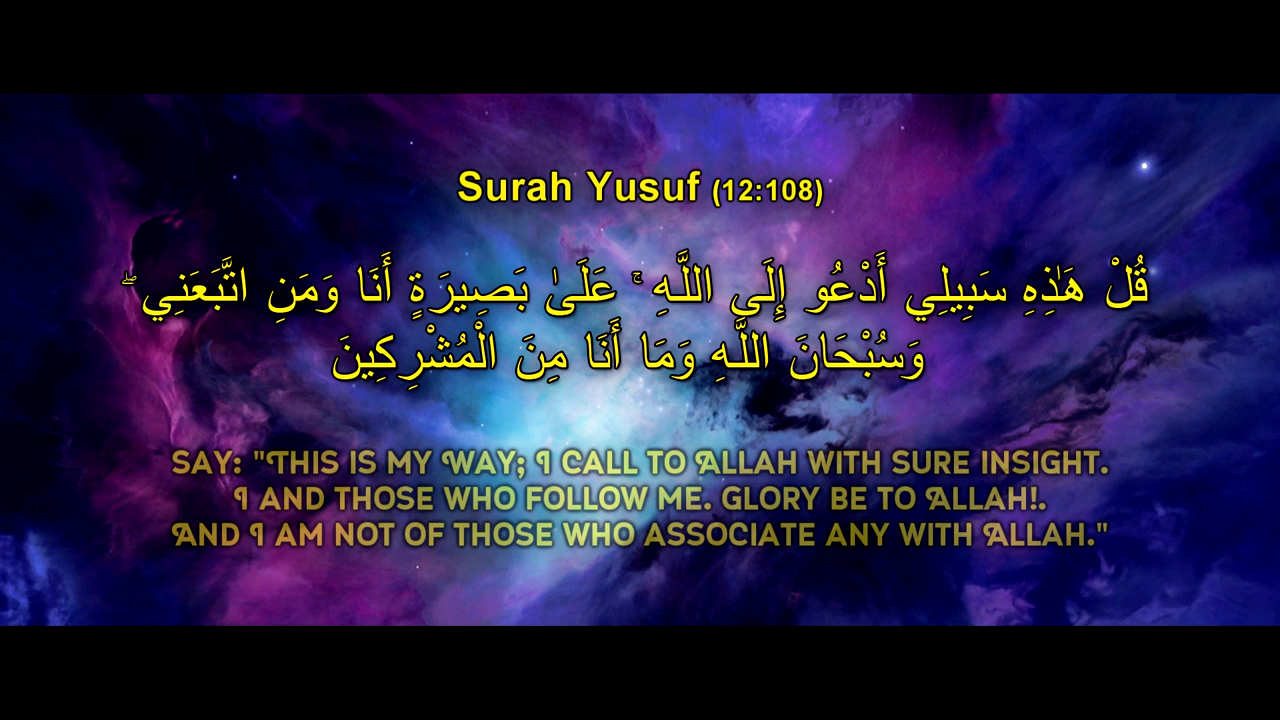 Surah Yusuf (12:108)
قُلْ هَـٰذِهِ سَبِيلِي أَدْعُو إِلَى اللَّـهِ ۚ عَلَىٰ بَصِيرَةٍ أَنَا وَمَنِ اتَّبَعَنِي ۖ
وَسُبْحَانَ اللَّـهِ وَمَا أَنَا مِنَ الْمُشْرِكِينَ
SAY: "THIS IS MY WAY; I CALL TO ALLAH WITH SURE INSIGHT.
I AND THOSE WHO FOLLOW ME. GLORY BE TO ALLAH!.
AND I AM NOT OF THOSE WHO ASSOCIATE ANY WITH ALLAH."